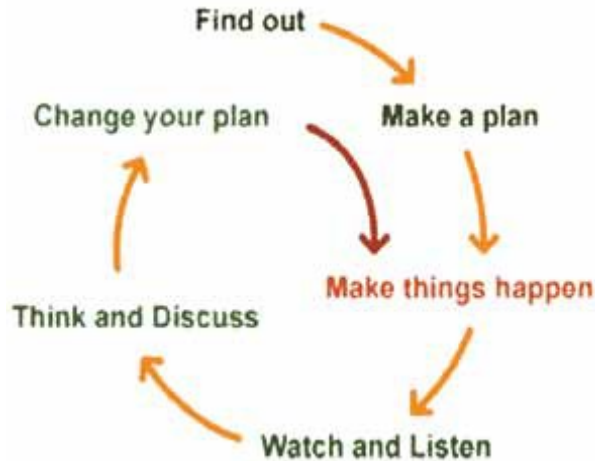 Find out
Change your plan
Make a plan
Make things happen
Think and Discuss
Watch and Listen